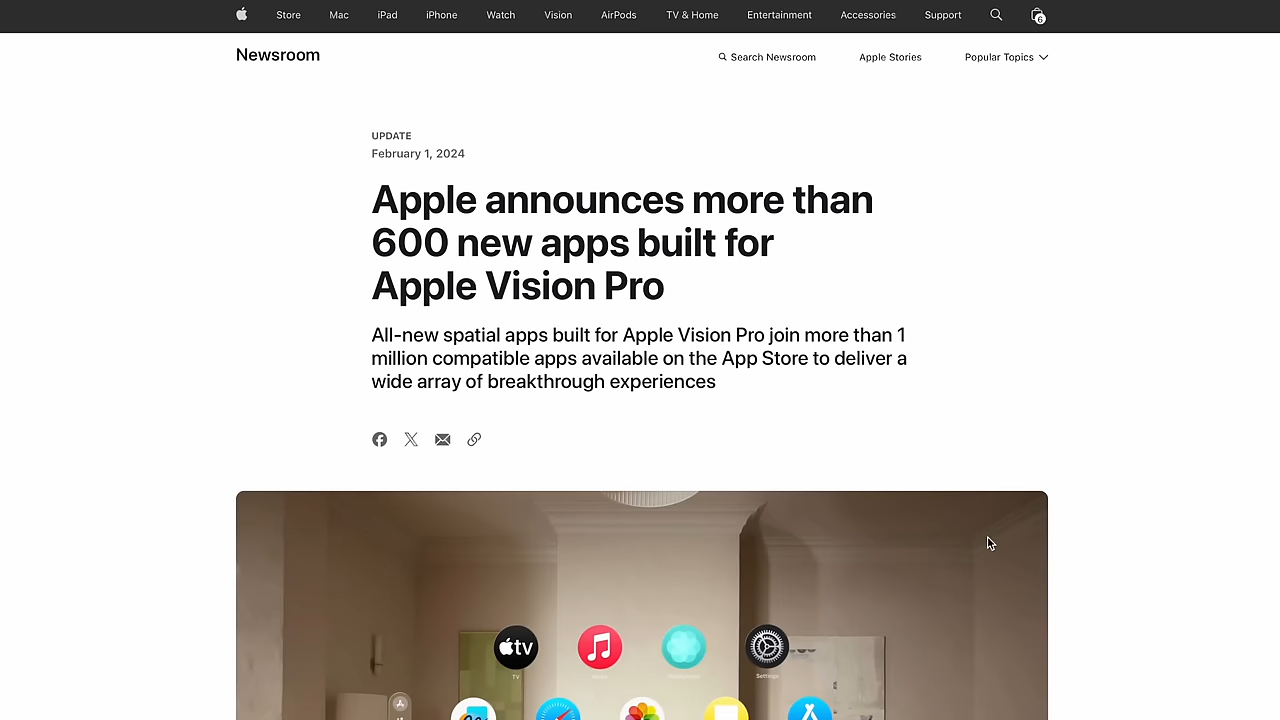 Store Mac iPad iPhone Watch Vision AirPods TV & Home Entertainment Accessories Support 6
Newsroom
Search Newsroom Apple Stories Popular Topics
UPDATE
February 1, 2024
Apple announces more than
600 new apps built for
Apple Vision Pro
All-new spatial apps built for Apple Vision Pro join more than 1
million compatible apps available on the App Store to deliver a
wide array of breakthrough experiences
tv
TV Settings